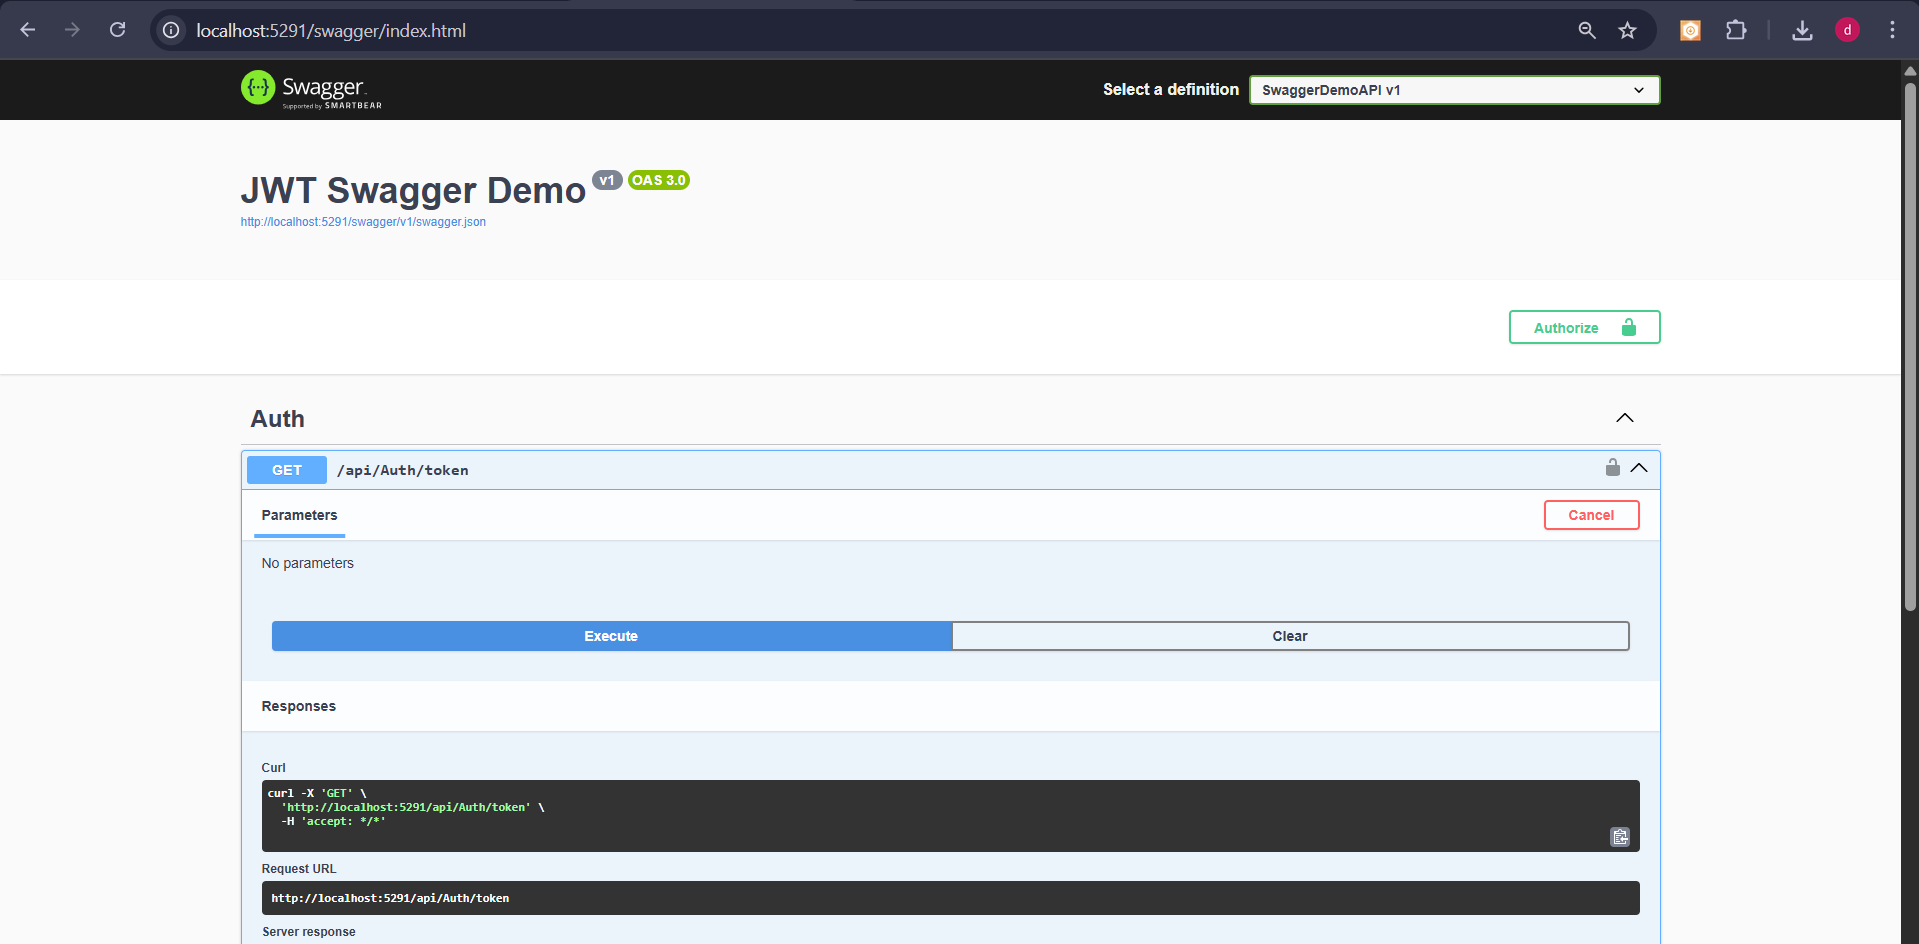 localhost:5291/swagger/index.html
d
{···} Swagger
Supported by SMARTBEAR
Select a definition
SwaggerDemoAPI v1
JWT Swagger Demo v1 OAS 3.0
http://localhost:5291/swagger/v1/swagger.json
Authorize
Auth
GET /api/Auth/token
Parameters
Cancel
No parameters
Execute
Clear
Responses
Curl
curl -X 'GET' \
'http://localhost:5291/api/Auth/token' \
-H 'accept: */*'
Request URL
http://localhost:5291/api/Auth/token
Server response